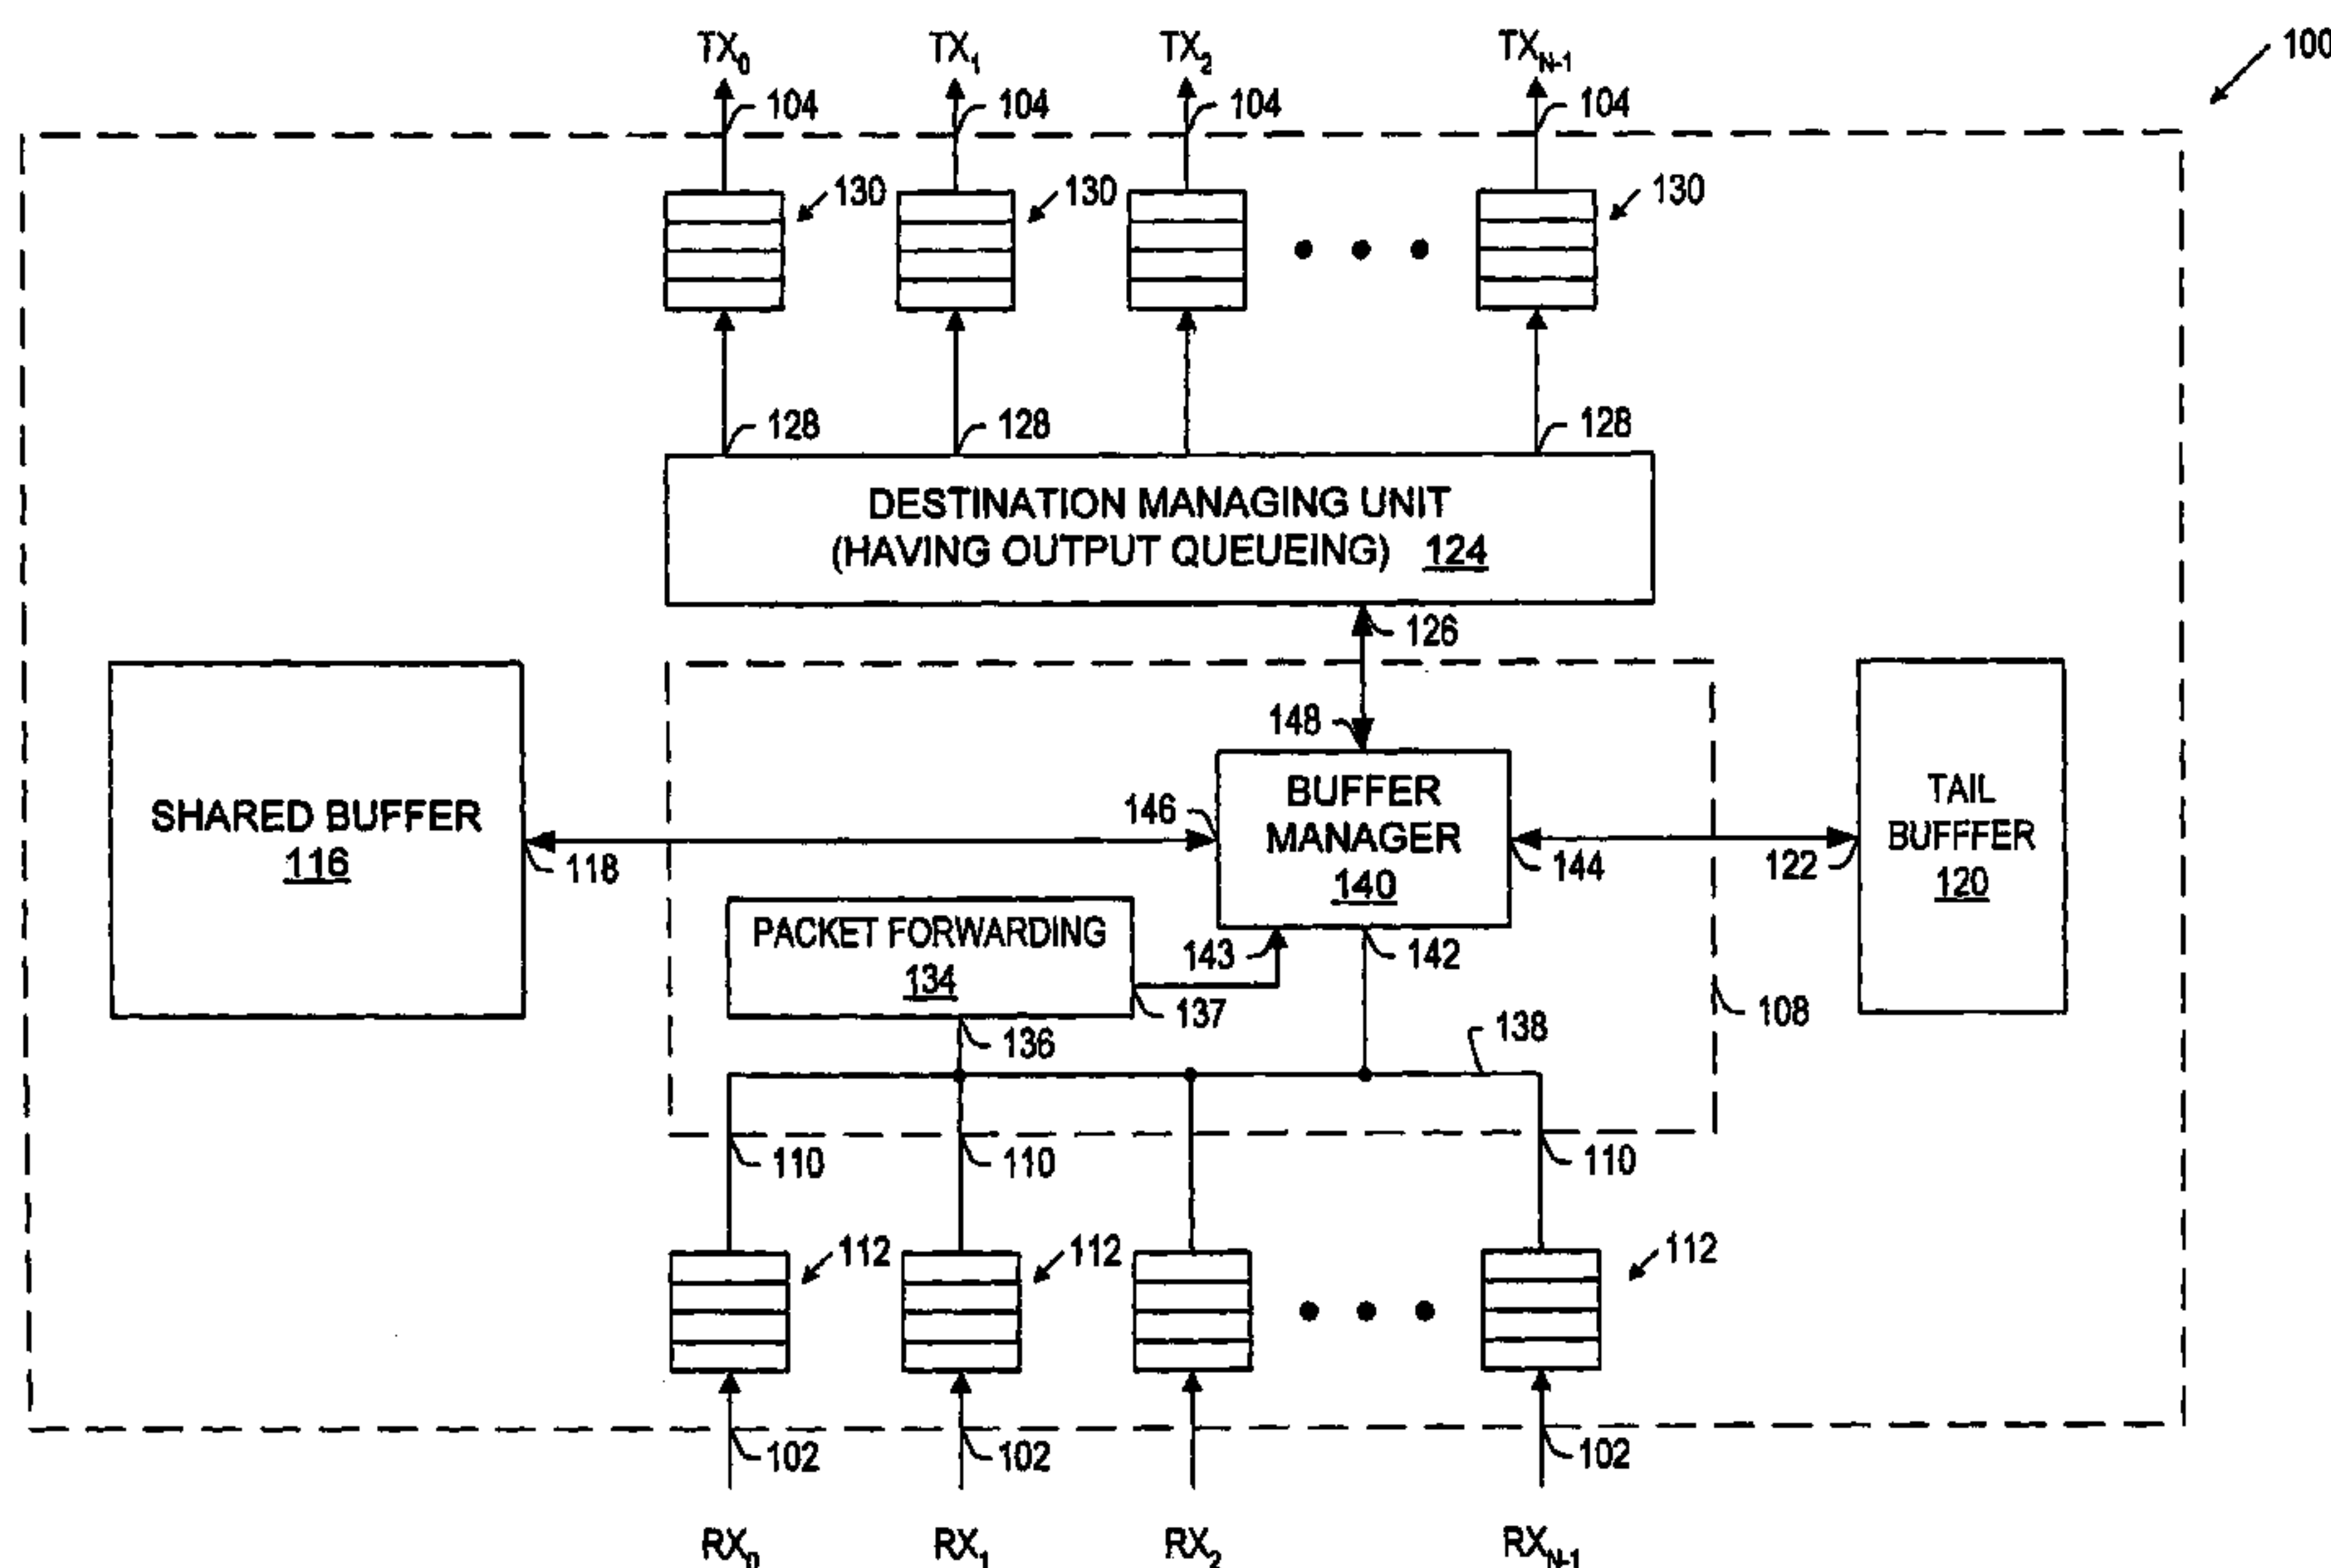 TX0 TX1 TX2 TXN-1
100
104 104 104 104
130 130 130
128 128 128
DESTINATION MANAGING UNIT
(HAVING OUTPUT QUEUEING) 124
126
148
SHARED BUFFER
116
118
146
BUFFER
MANAGER
140
144
122
TAIL
BUFFFER
120
PACKET FORWARDING
134
143
142
137
136
138
108
110 110 110
112 112 112
102 102 102
RX0 RX1 RX2 RXN-1